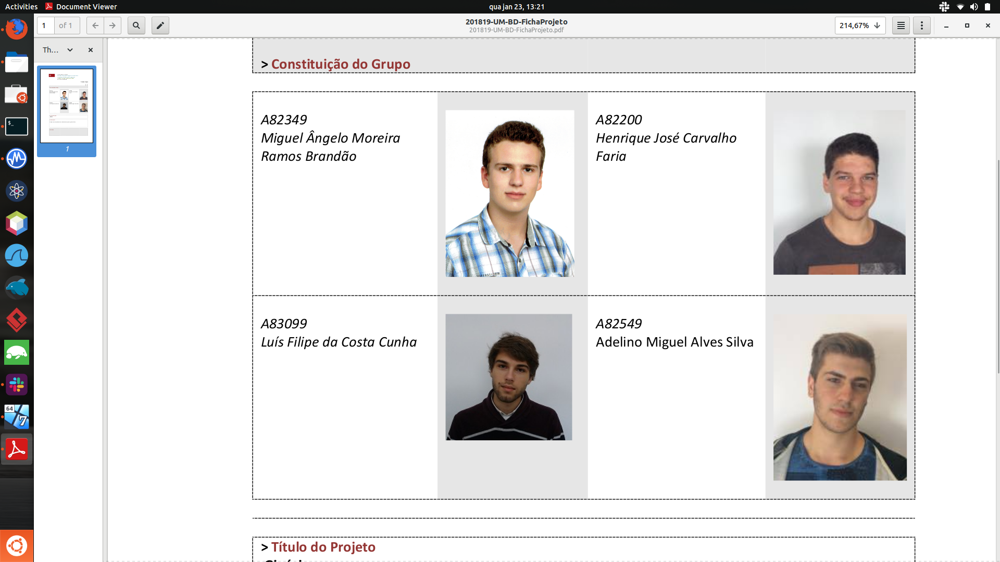 Activities Document Viewer qua jan 23, 13:21
1 of 1 201819-UM-BD-FichaProjeto 214,67%
201819-UM-BD-FichaProjeto.pdf
Th...
1
> Constituição do Grupo
A82349
Miguel Ângelo Moreira
Ramos Brandão
A82200
Henrique José Carvalho
Faria
A83099
Luís Filipe da Costa Cunha
A82549
Adelino Miguel Alves Silva
> Título do Projeto
$_
64
7